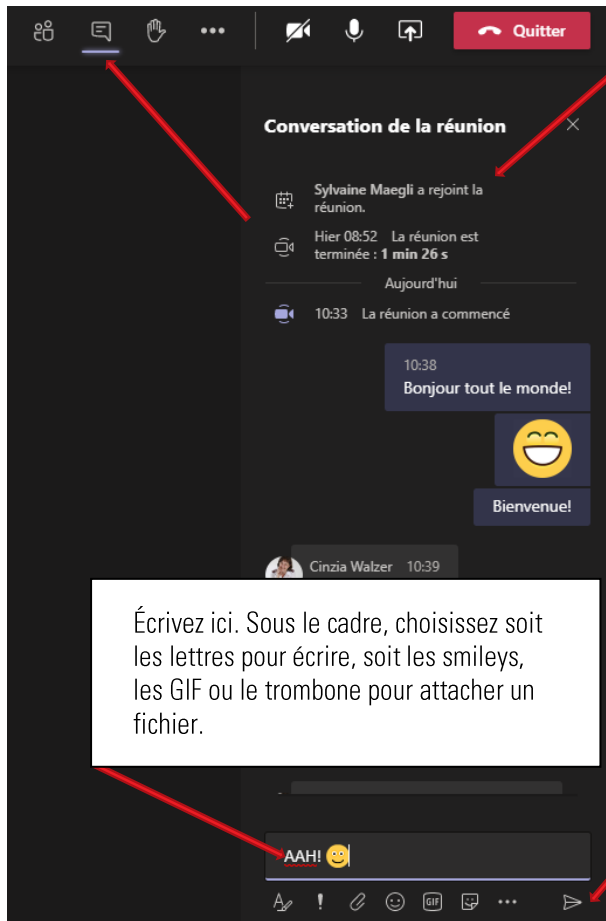 Quitter
Conversation de la réunion
Sylvaine Maegli a rejoint la
réunion.
Hier 08:52 La réunion est
terminée : 1 min 26 s
Aujourd'hui
10:33 La réunion a commencé
10:38
Bonjour tout le monde!
Bienvenue!
Cinzia Walzer 10:39
Écrivez ici. Sous le cadre, choisissez soit
les lettres pour écrire, soit les smileys,
les GIF ou le trombone pour attacher un
fichier.
AAH! 🙂
GIF